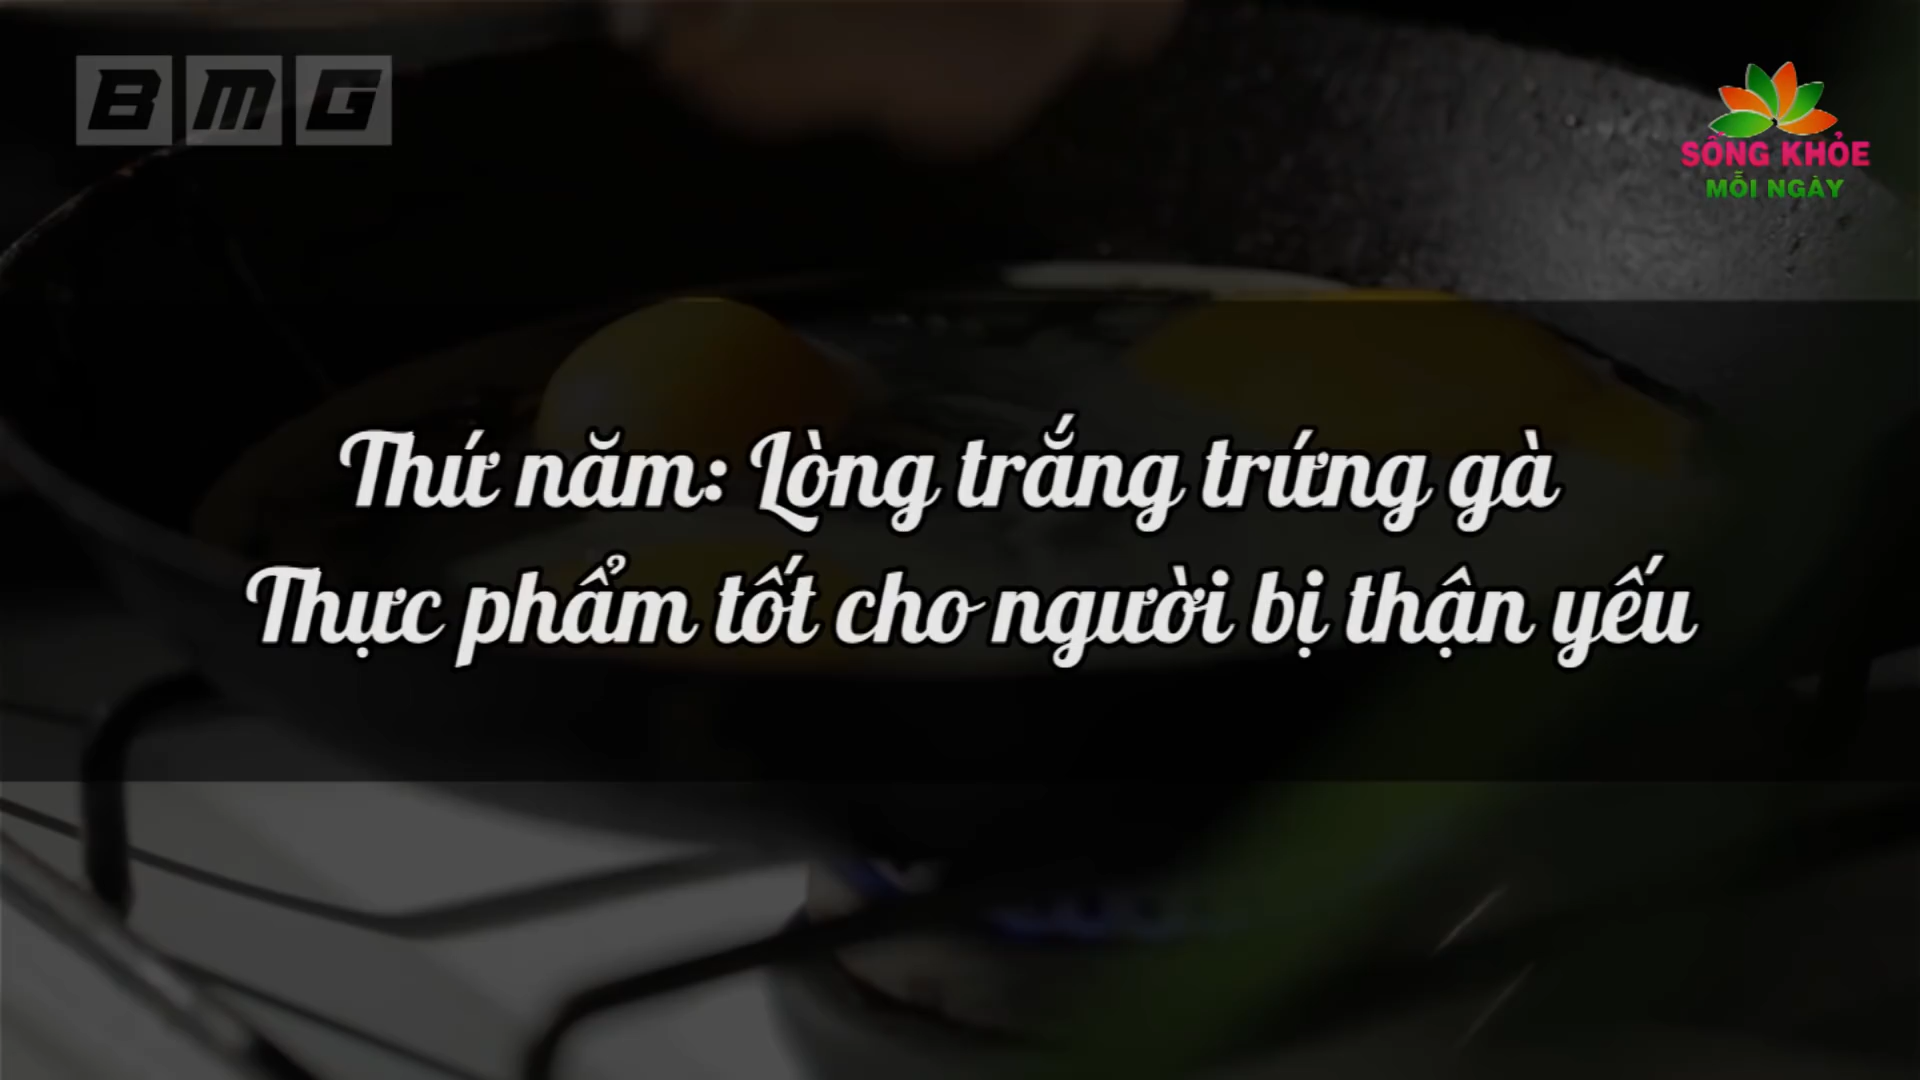 BMG
SỐNG KHỎE
MỖI NGÀY
Thứ năm: Lòng trắng trứng gà
Thực phẩm tốt cho người bị thận yếu